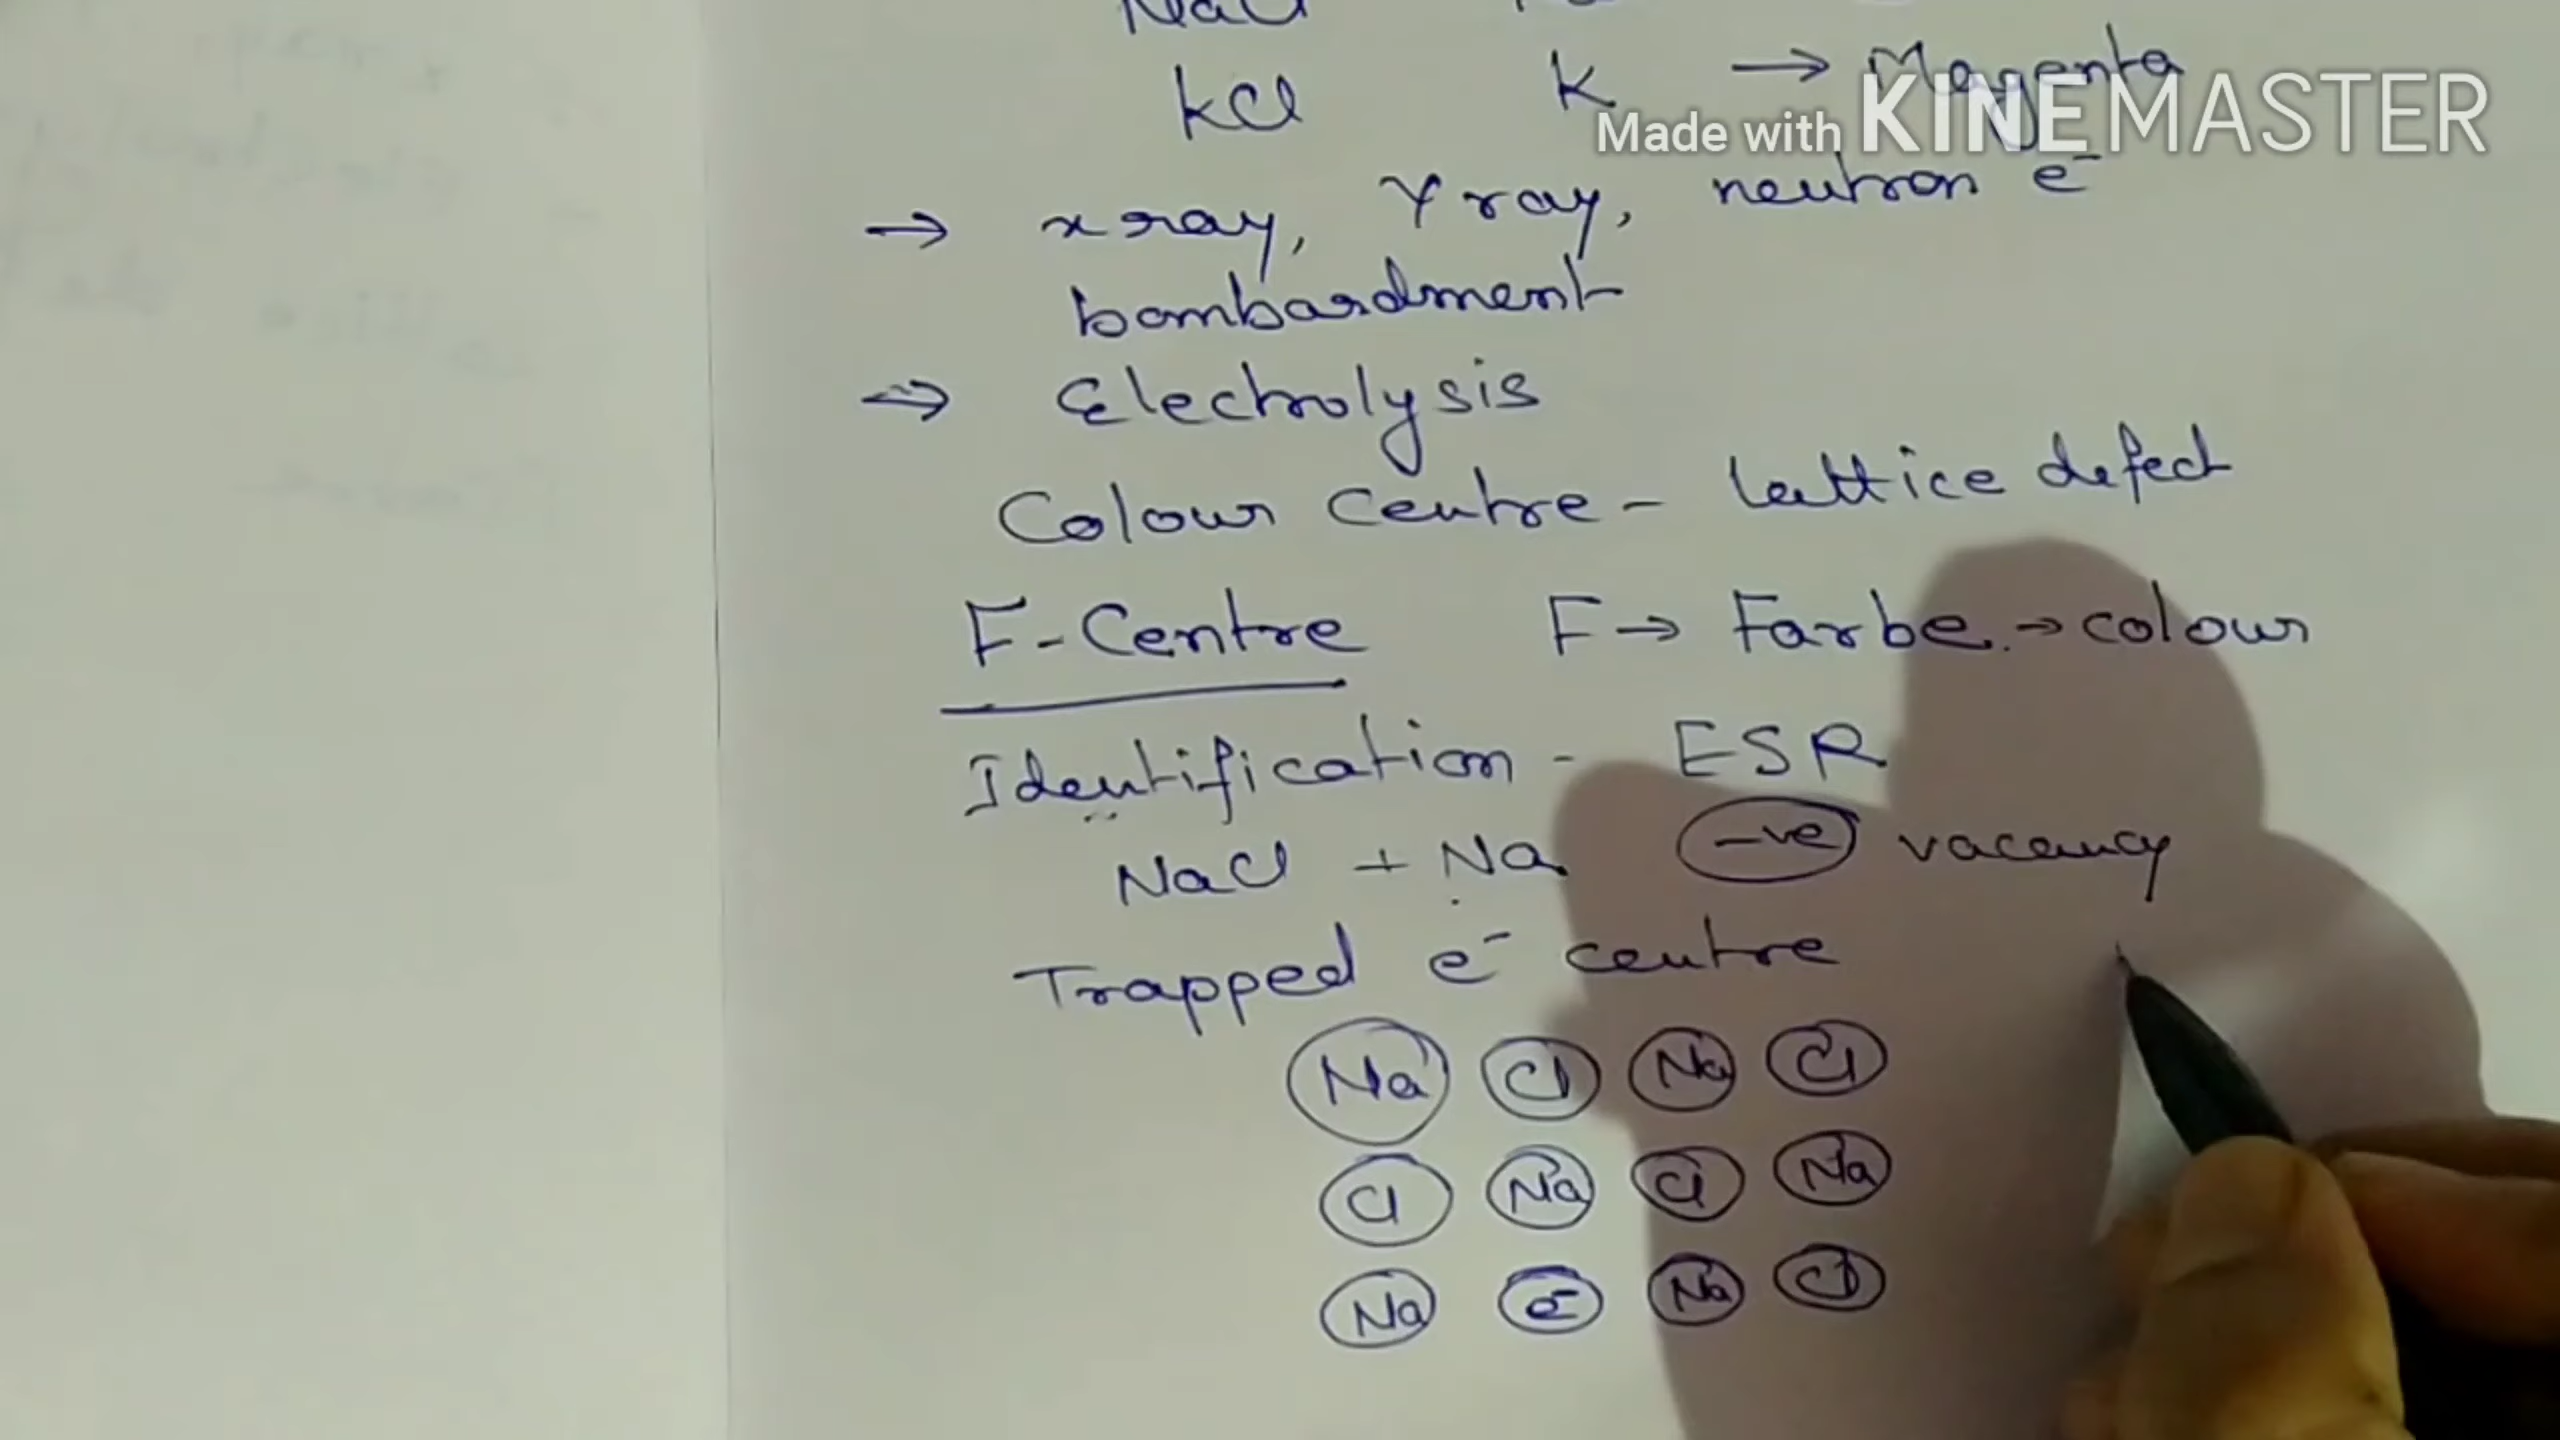 NaCl
KCl K → Magenta
Made with KINEMASTER
→ x ray, γ ray, neutron e⁻
bombardment
→ Electrolysis
Colour Centre - lattice defect
F-Centre F → Farbe. → colour
Identification - ESR
NaCl + Na -ve vacancy
Trapped e⁻ centre
Na Cl Na Cl
Cl Na Cl Na
Na e⁻ Na Cl